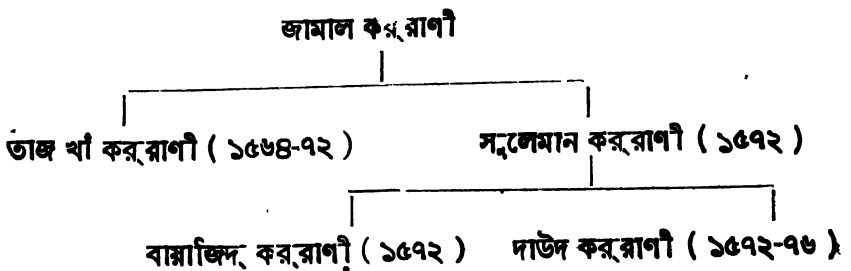 জামাল কর্‌রাণী
তাজ খাঁ কর্‌রাণী ( ১৫৬৪-৭২ ) সুলেমান কর্‌রাণী ( ১৫৭২ )
বায়াজিদ্ কর্‌রাণী ( ১৫৭২ ) দাউদ কর্‌রাণী ( ১৫৭২-৭৬ )